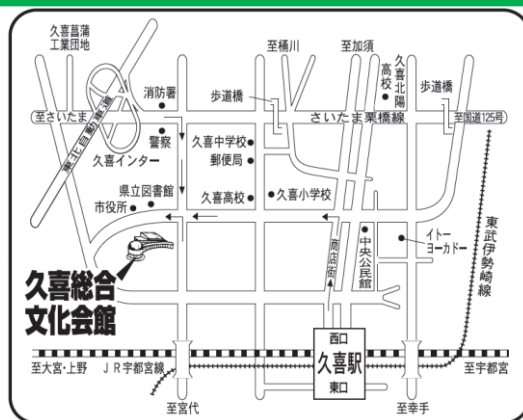 久喜菖蒲
工業団地
至桶川
至加須
久喜北陽
高校
消防署
歩道橋
歩道橋
至さいたま
さいたま栗橋線
至国道125号
東北自動車道
警察
久喜インター
久喜中学校
郵便局
県立図書館
市役所
久喜高校
久喜小学校
商店街
中央公民館
イトー
ヨーカドー
東武伊勢崎線
久喜総合
文化会館
西口
久喜駅
東口
至大宮・上野
JR宇都宮線
至宇都宮
至宮代
至幸手